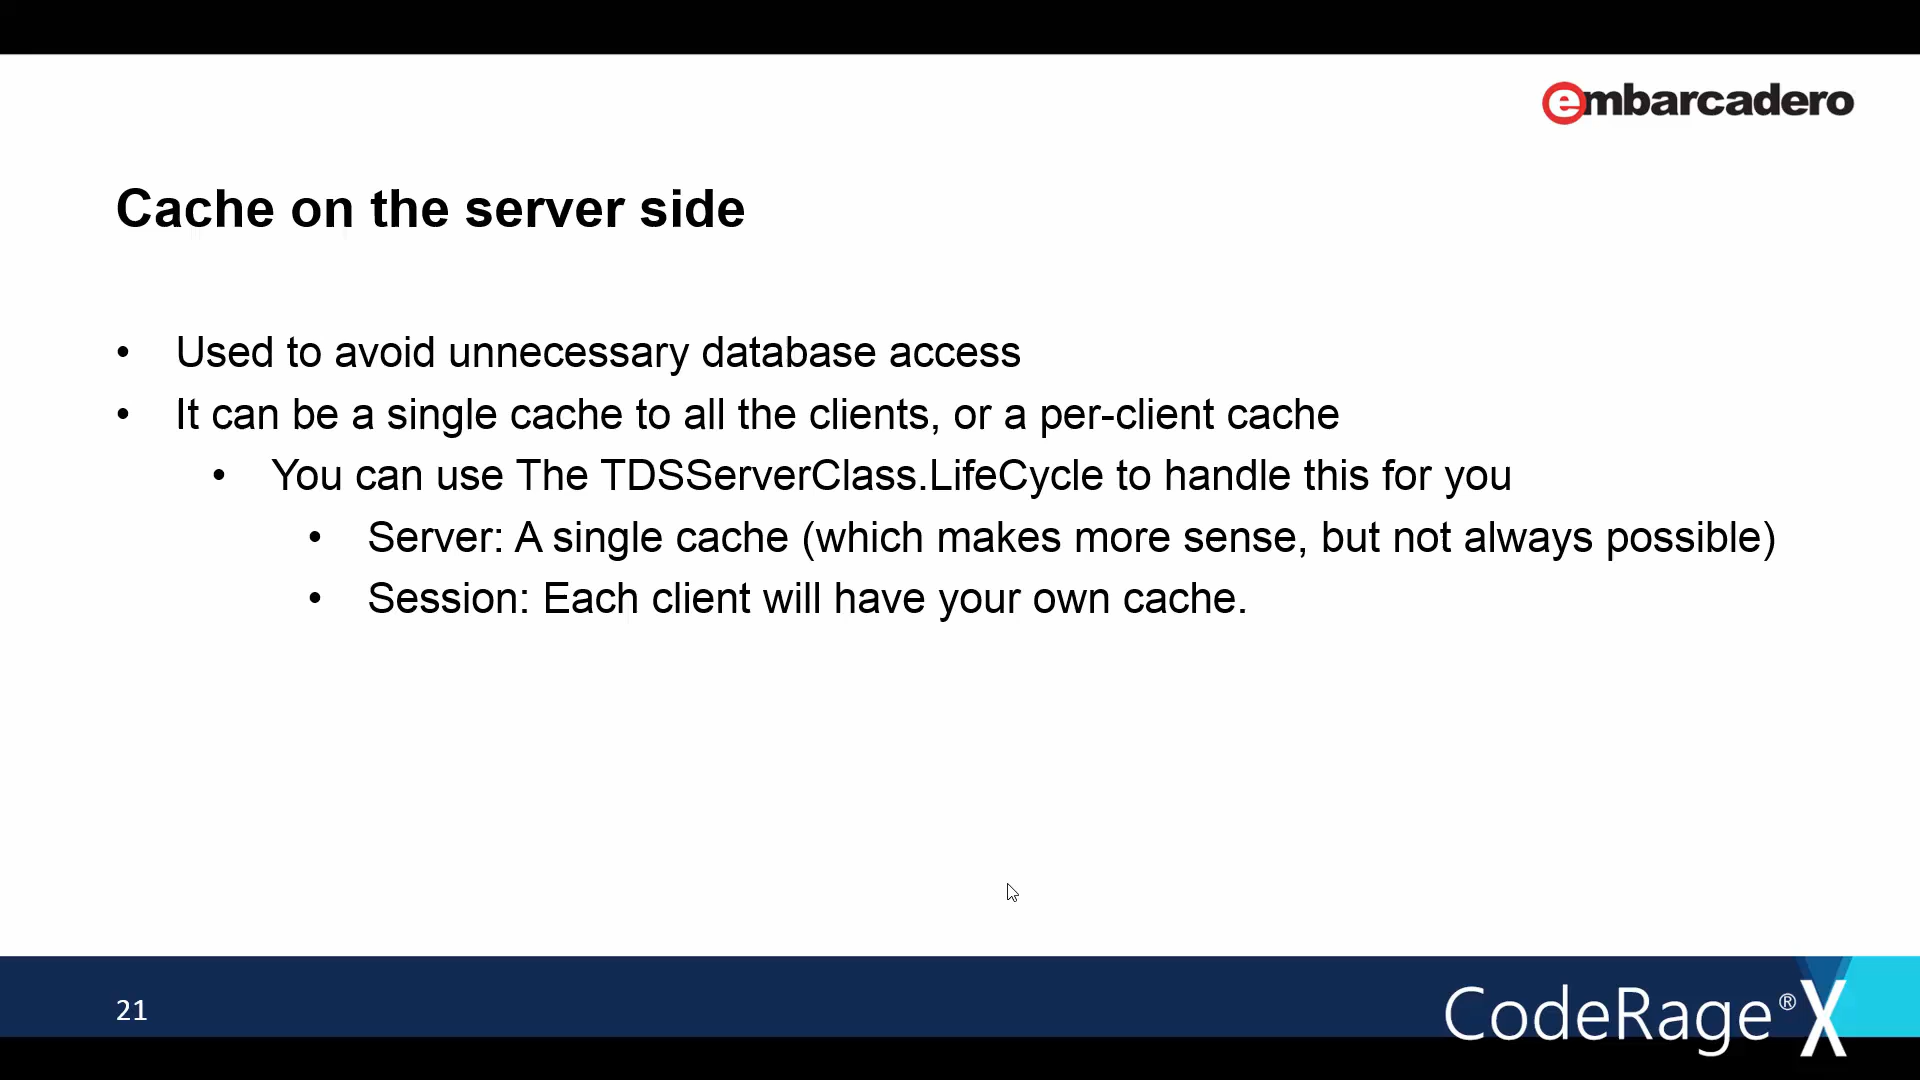 embarcadero
Cache on the server side
• Used to avoid unnecessary database access
• It can be a single cache to all the clients, or a per-client cache
• You can use The TDSServerClass.LifeCycle to handle this for you
• Server: A single cache (which makes more sense, but not always possible)
• Session: Each client will have your own cache.
21
CodeRage® X